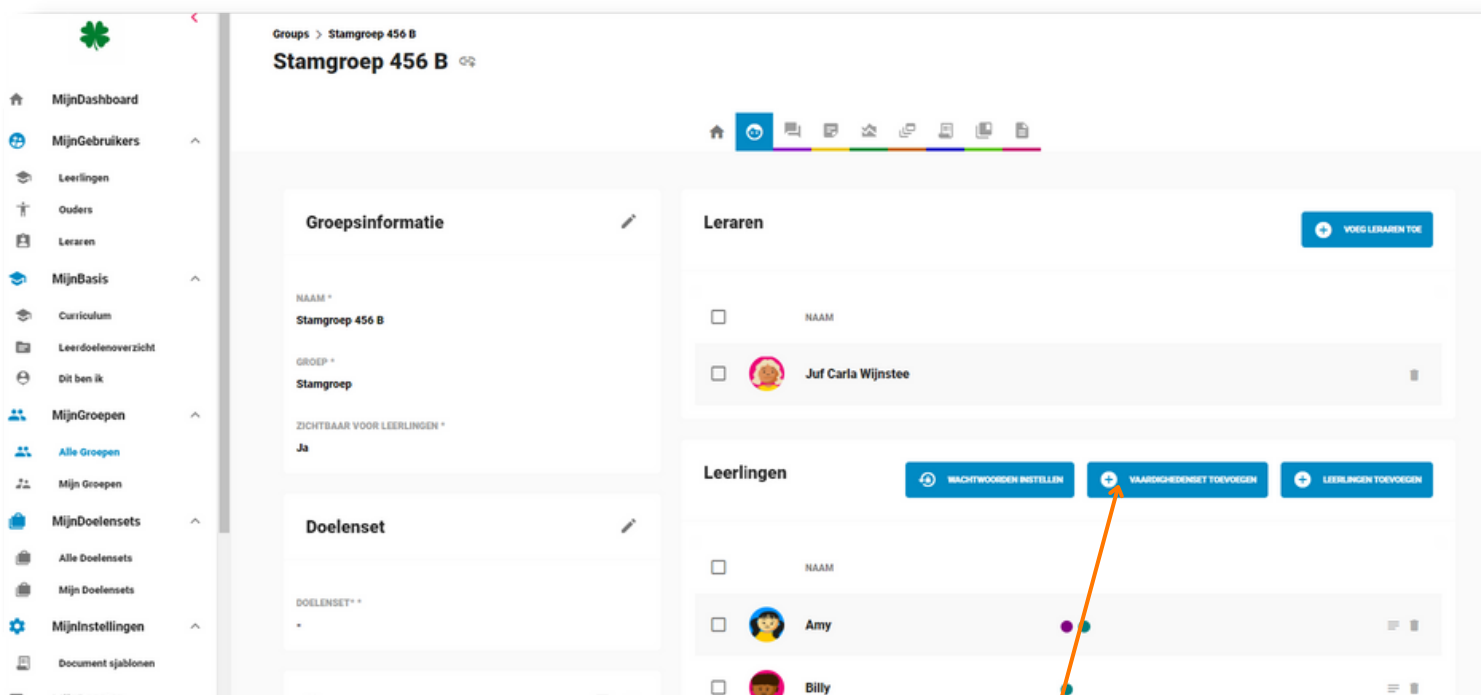 Groups > Stamgroep 456 B
Stamgroep 456 B
MijnDashboard
MijnGebruikers
Leerlingen
Ouders
Leraren
MijnBasis
Curriculum
Leerdoelenoverzicht
Dit ben ik
MijnGroepen
Alle Groepen
Mijn Groepen
MijnDoelensets
Alle Doelensets
Mijn Doelensets
MijnInstellingen
Document sjablonen
Groepsinformatie
NAAM *
Stamgroep 456 B
GROEP *
Stamgroep
ZICHTBAAR VOOR LEERLINGEN *
Ja
Doelenset
DOELENSET* *
-
Leraren
VOEG LERAREN TOE
NAAM
Juf Carla Wijnstee
Leerlingen
WACHTWOORDEN INSTELLEN
VAARDIGHEDENSET TOEVOEGEN
LEERLINGEN TOEVOEGEN
NAAM
Amy
Billy